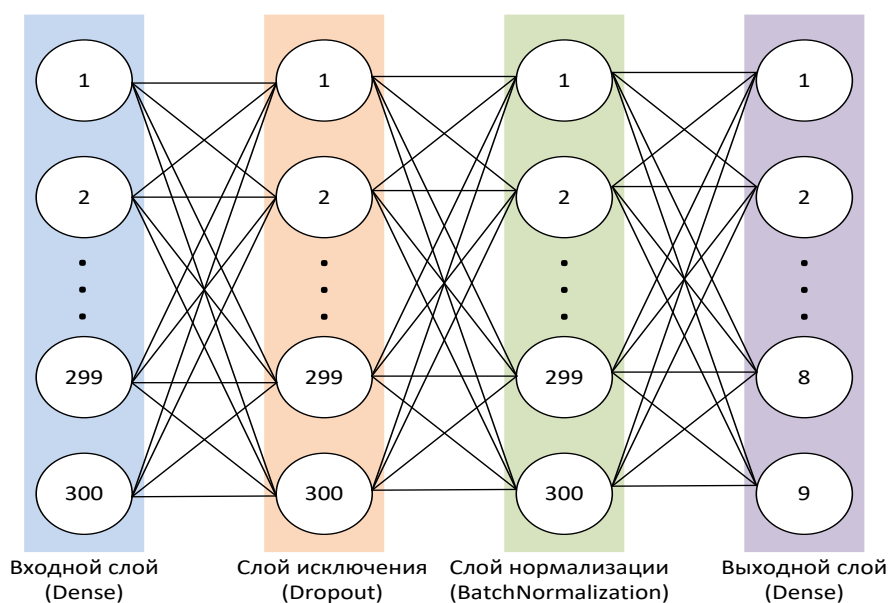 1 1 1 1
2 2 2 2
299 299 299 8
300 300 300 9
Входной слой Слой исключения Слой нормализации Выходной слой
(Dense) (Dropout) (BatchNormalization) (Dense)